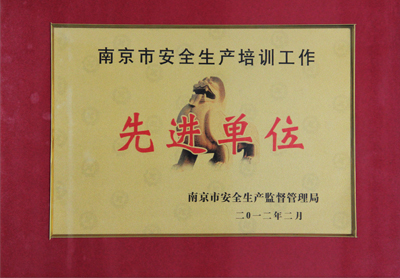 南京市安全生产培训工作
先进单位
南京市安全生产监督管理局
二〇一二年二月